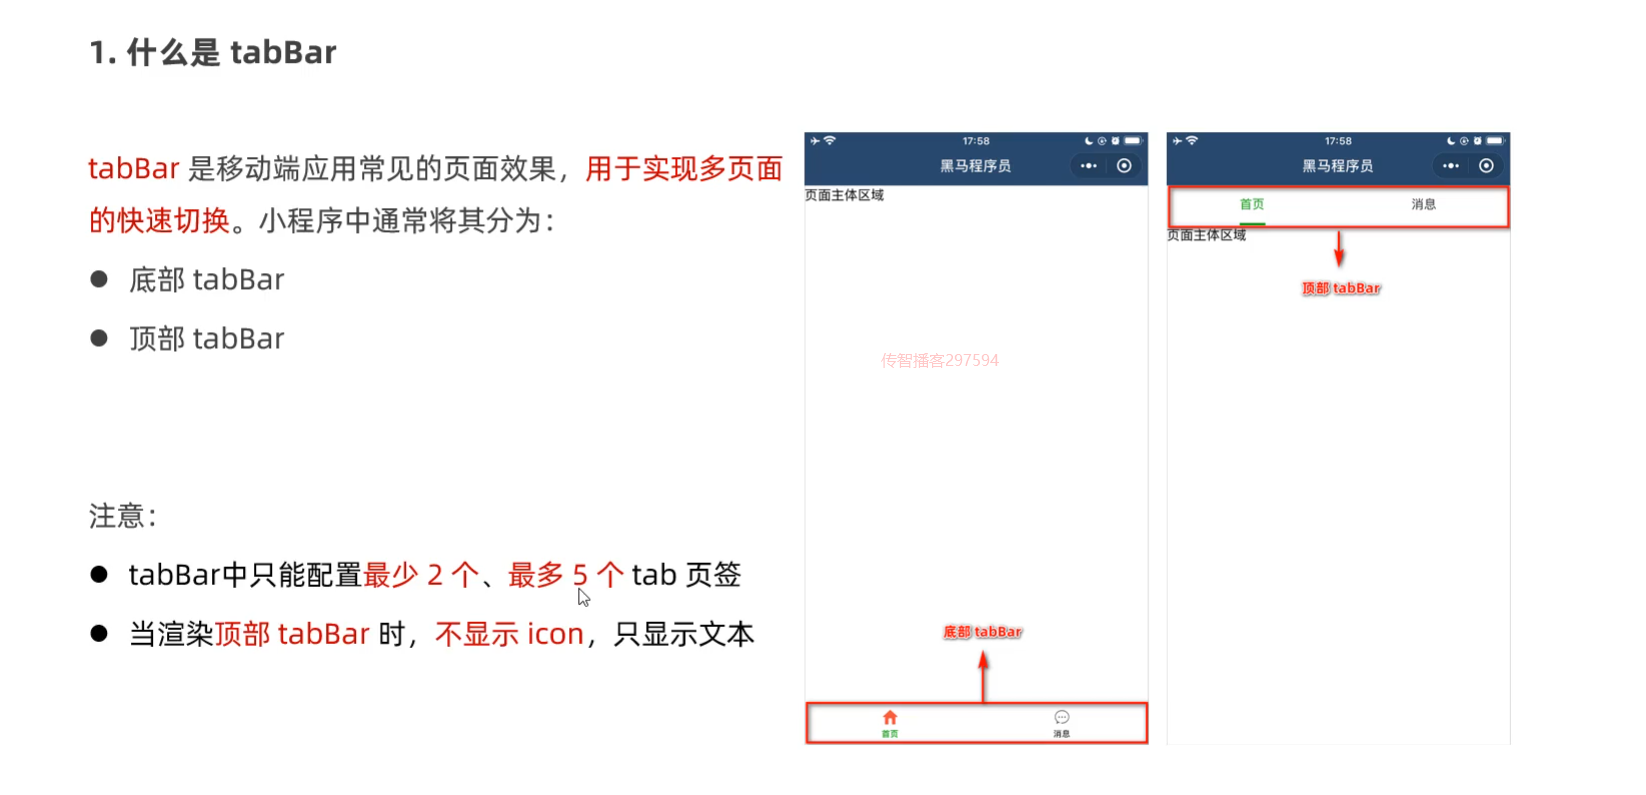 1. 什么是 tabBar
tabBar 是移动端应用常见的页面效果，用于实现多页面
的快速切换。小程序中通常将其分为：
● 底部 tabBar
● 顶部 tabBar
注意：
● tabBar中只能配置最少 2 个、最多 5 个 tab 页签
● 当渲染顶部 tabBar 时，不显示 icon，只显示文本
17:58
黑马程序员
页面主体区域
传智播客297594
底部 tabBar
首页
消息
17:58
黑马程序员
首页
消息
页面主体区域
顶部 tabBar